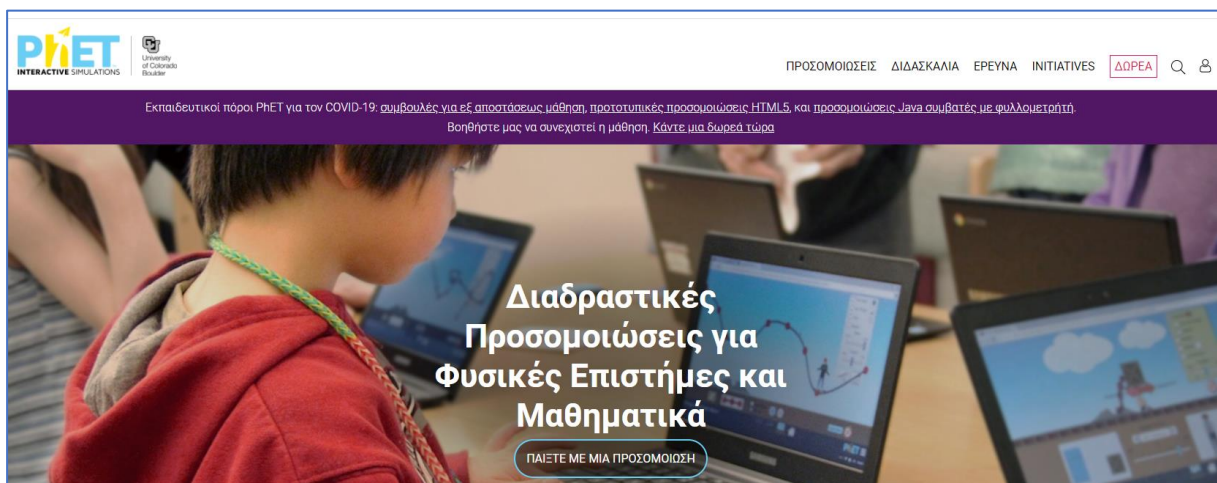 PhET
INTERACTIVE SIMULATIONS
University
of Colorado
Boulder
ΠΡΟΣΟΜΟΙΩΣΕΙΣ ΔΙΔΑΣΚΑΛΙΑ ΕΡΕΥΝΑ INITIATIVES ΔΩΡΕΑ
Εκπαιδευτικοί πόροι PhET για τον COVID-19: συμβουλές για εξ αποστάσεως μάθηση, προτοτυπικές προσομοιώσεις HTML5, και προσομοιώσεις Java συμβατές με φυλλομετρήτή.
Βοηθήστε μας να συνεχιστεί η μάθηση. Κάντε μια δωρεά τώρα
Διαδραστικές
Προσομοιώσεις για
Φυσικές Επιστήμες και
Μαθηματικά
ΠΑΙΞΤΕ ΜΕ ΜΙΑ ΠΡΟΣΟΜΟΙΩΣΗ